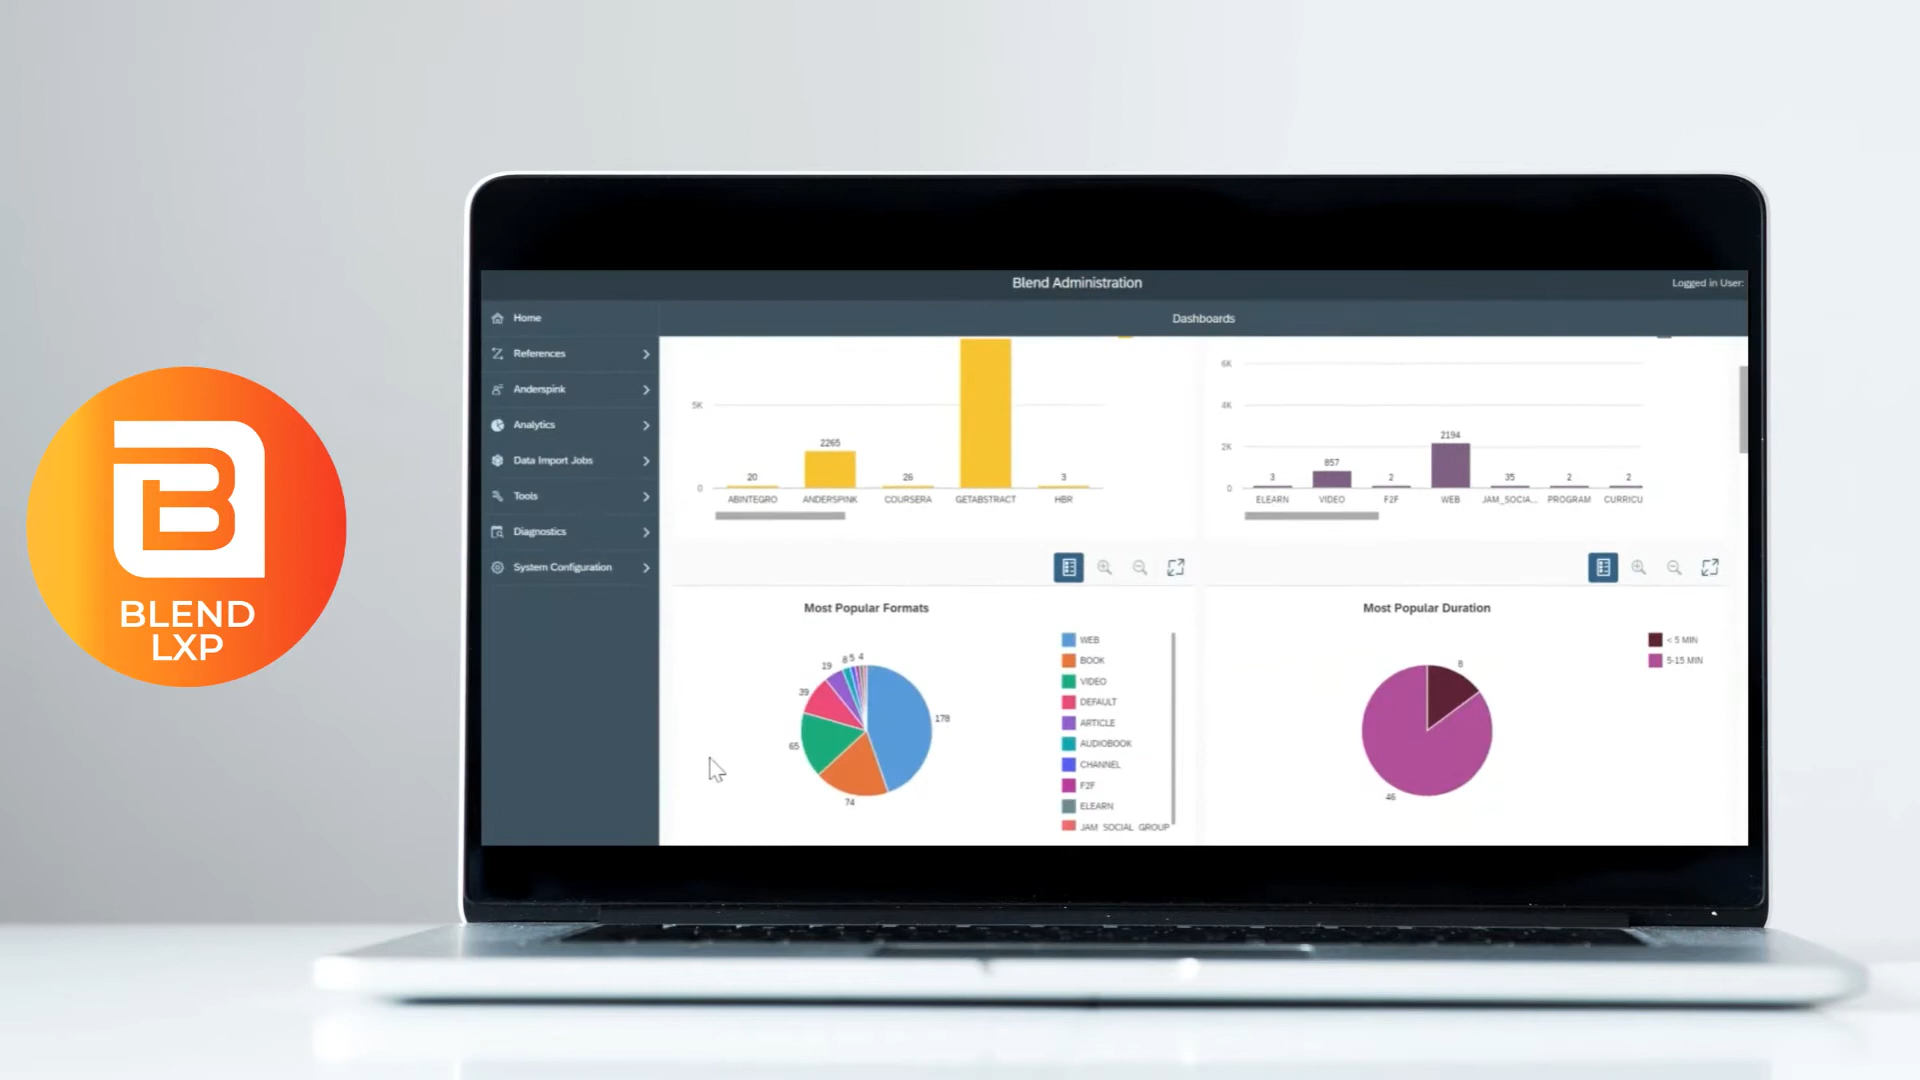 Blend Administration
Logged in User:
Home
Dashboards
References
Anderspink
Analytics
Data Import Jobs
Tools
Diagnostics
System Configuration
5K
0
20
2265
26
3
ABINTEGRO
ANDERSPINK
COURSERA
GETABSTRACT
HBR
6K
4K
2K
0
3
857
2
2194
35
2
2
ELEARN
VIDEO
F2F
WEB
JAM_SOCIA...
PROGRAM
CURRICU
Most Popular Formats
178
74
65
39
19
8
5
4
WEB
BOOK
VIDEO
DEFAULT
ARTICLE
AUDIOBOOK
CHANNEL
F2F
ELEARN
JAM_SOCIAL_GROUP
Most Popular Duration
8
46
< 5 MIN
5-15 MIN
BLEND
LXP